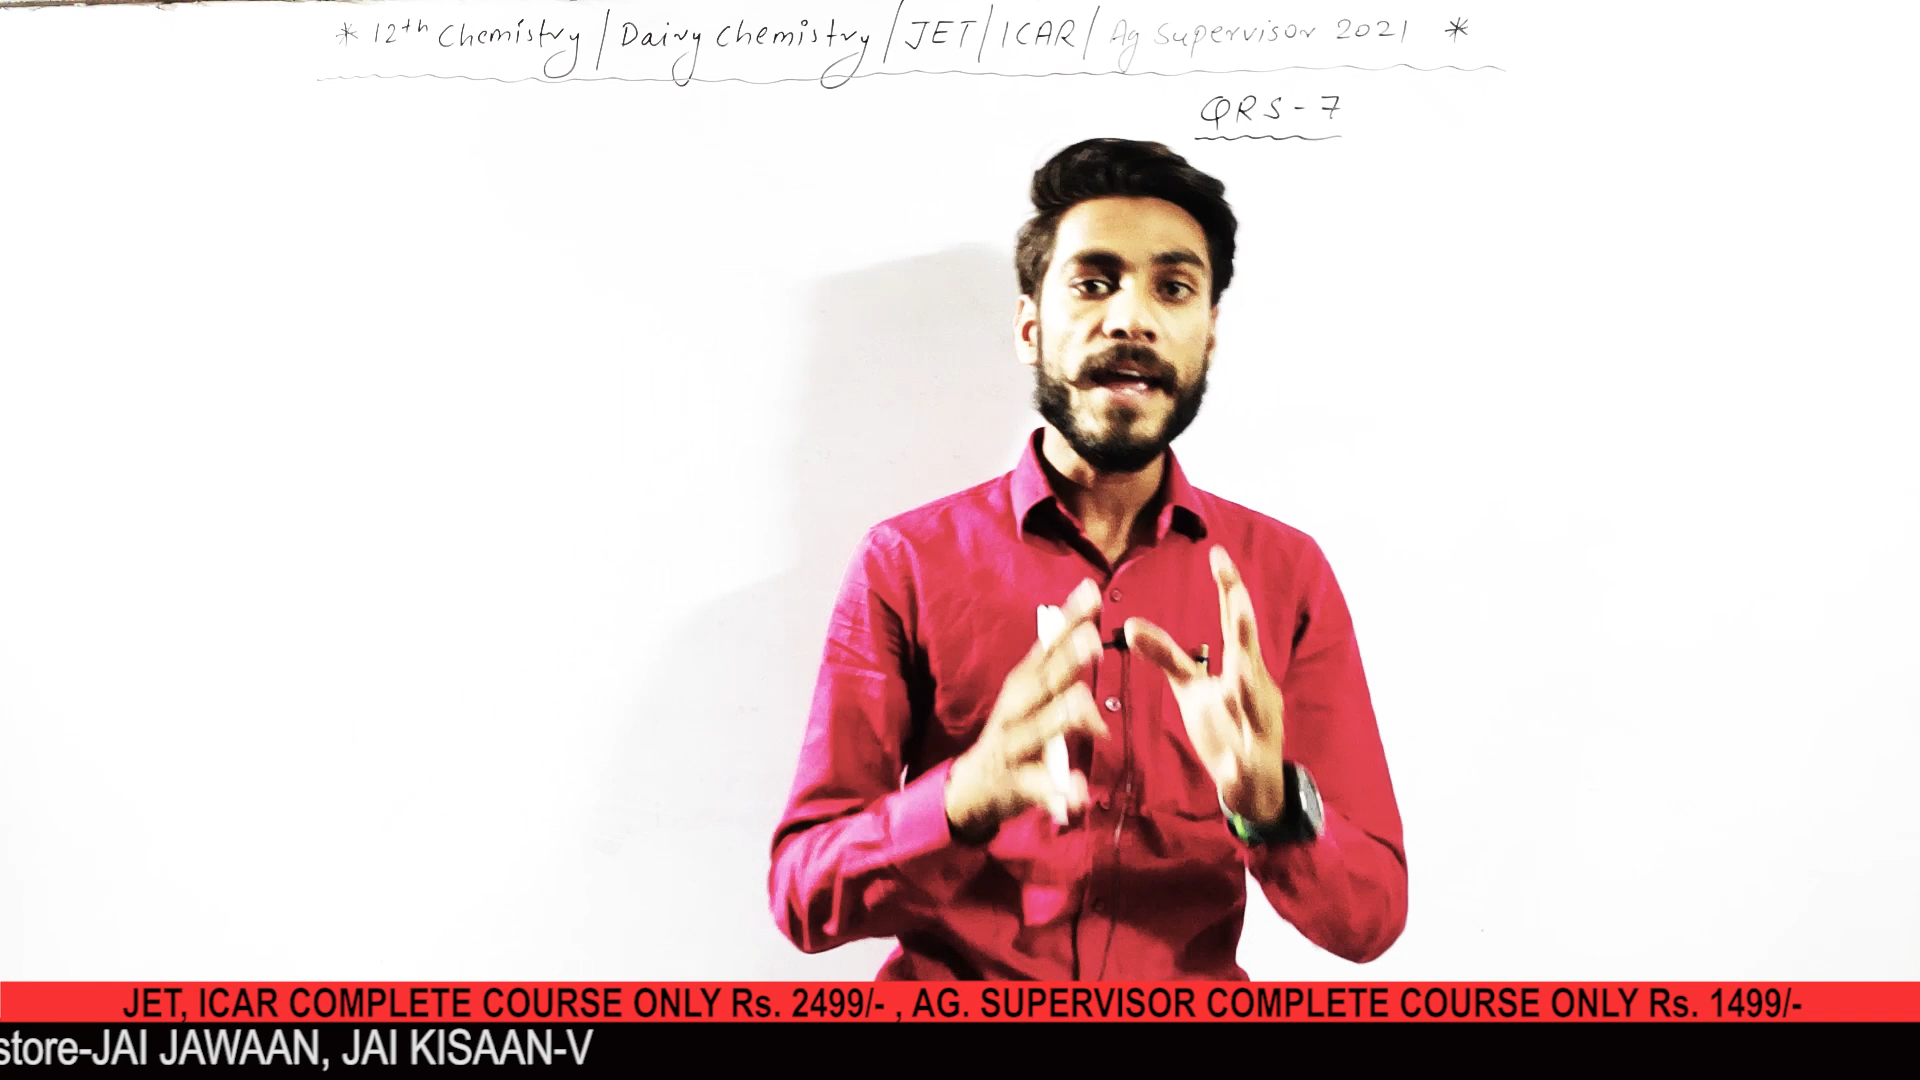 * 12th Chemistry / Dairy Chemistry / JET / ICAR / Ag Supervisor 2021 *
QRS-7
JET, ICAR COMPLETE COURSE ONLY Rs. 2499/- , AG. SUPERVISOR COMPLETE COURSE ONLY Rs. 1499/-
store-JAI JAWAAN, JAI KISAAN-V